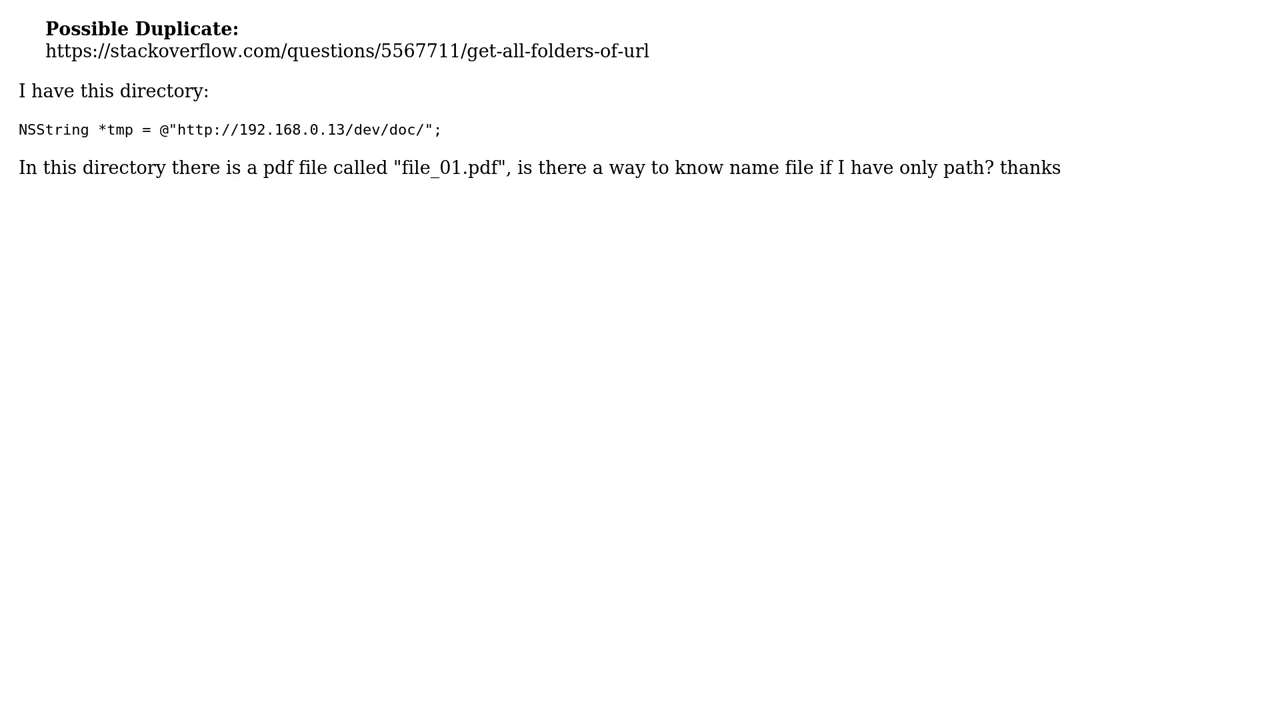 Possible Duplicate:
https://stackoverflow.com/questions/5567711/get-all-folders-of-url
I have this directory:
NSString *tmp = @"http://192.168.0.13/dev/doc/";
In this directory there is a pdf file called "file_01.pdf", is there a way to know name file if I have only path? thanks